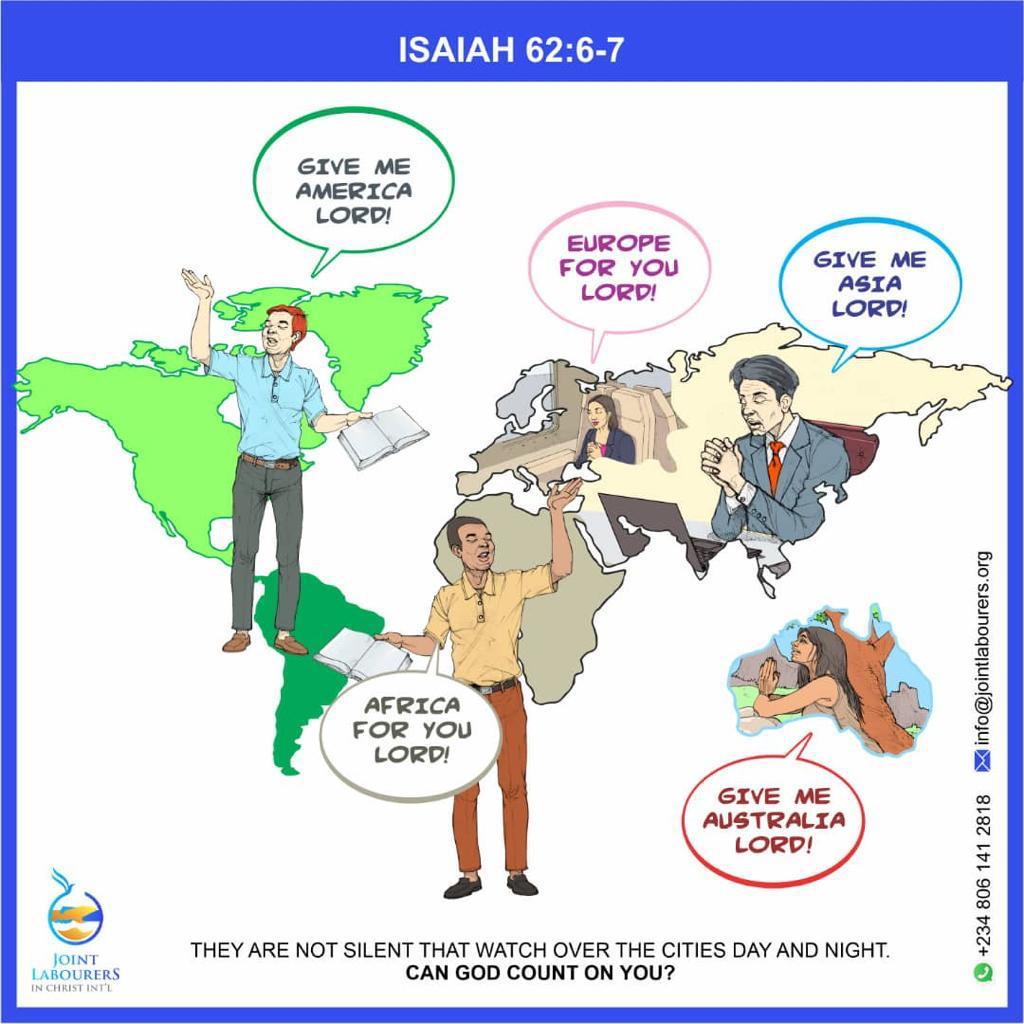 ISAIAH 62:6-7
GIVE ME
AMERICA
LORD!
EUROPE
FOR YOU
LORD!
GIVE ME
ASIA
LORD!
AFRICA
FOR YOU
LORD!
GIVE ME
AUSTRALIA
LORD!
+234 806 141 2818 info@jointlabourers.org
JOINT
LABOURERS
IN CHRIST INT'L
THEY ARE NOT SILENT THAT WATCH OVER THE CITIES DAY AND NIGHT.
CAN GOD COUNT ON YOU?